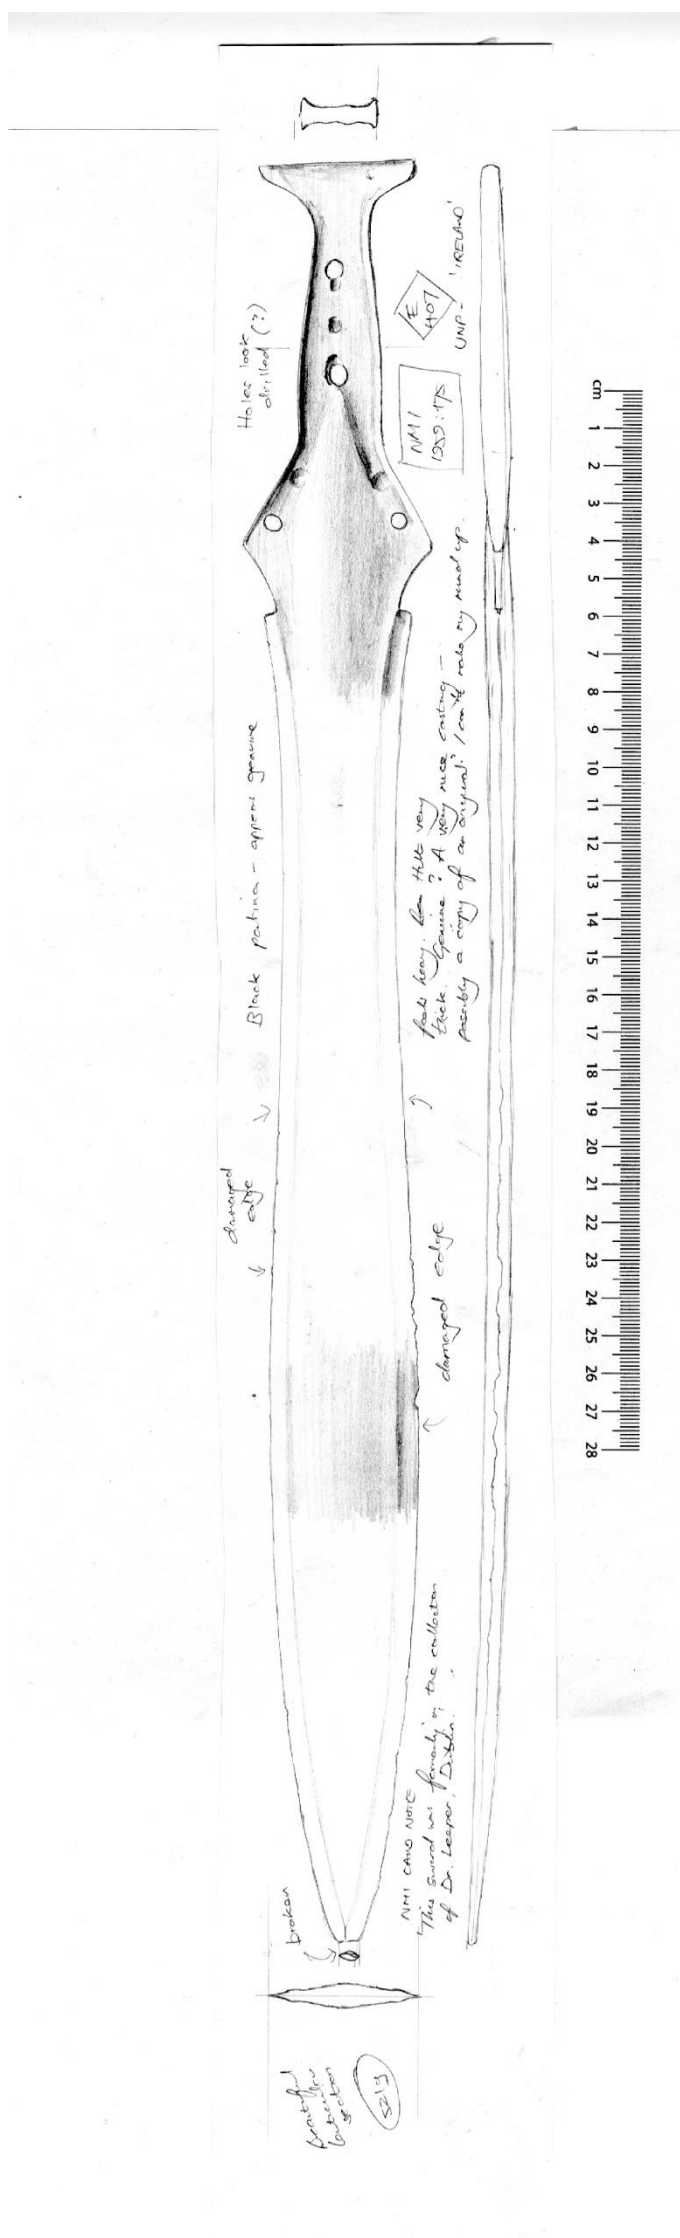 Holes look
drilled (?)
UNP - 'IRELAND'
NMI
1959:175
cm
1
2
3
4
5
6
7
8
9
10
11
12
13
14
15
16
17
18
19
20
21
22
23
24
25
26
27
28
Black patina - appears genuine
feels heavy. Hilt very
thick. Genuine? A very nice casting -
possibly a copy of an original? I can't make my mind up.
damaged
edge
damaged edge
NMI CARD NOTE
'This sword was formerly in the collection
of Dr. Leeper, Dublin.'
broken
beautiful
lenticular
section